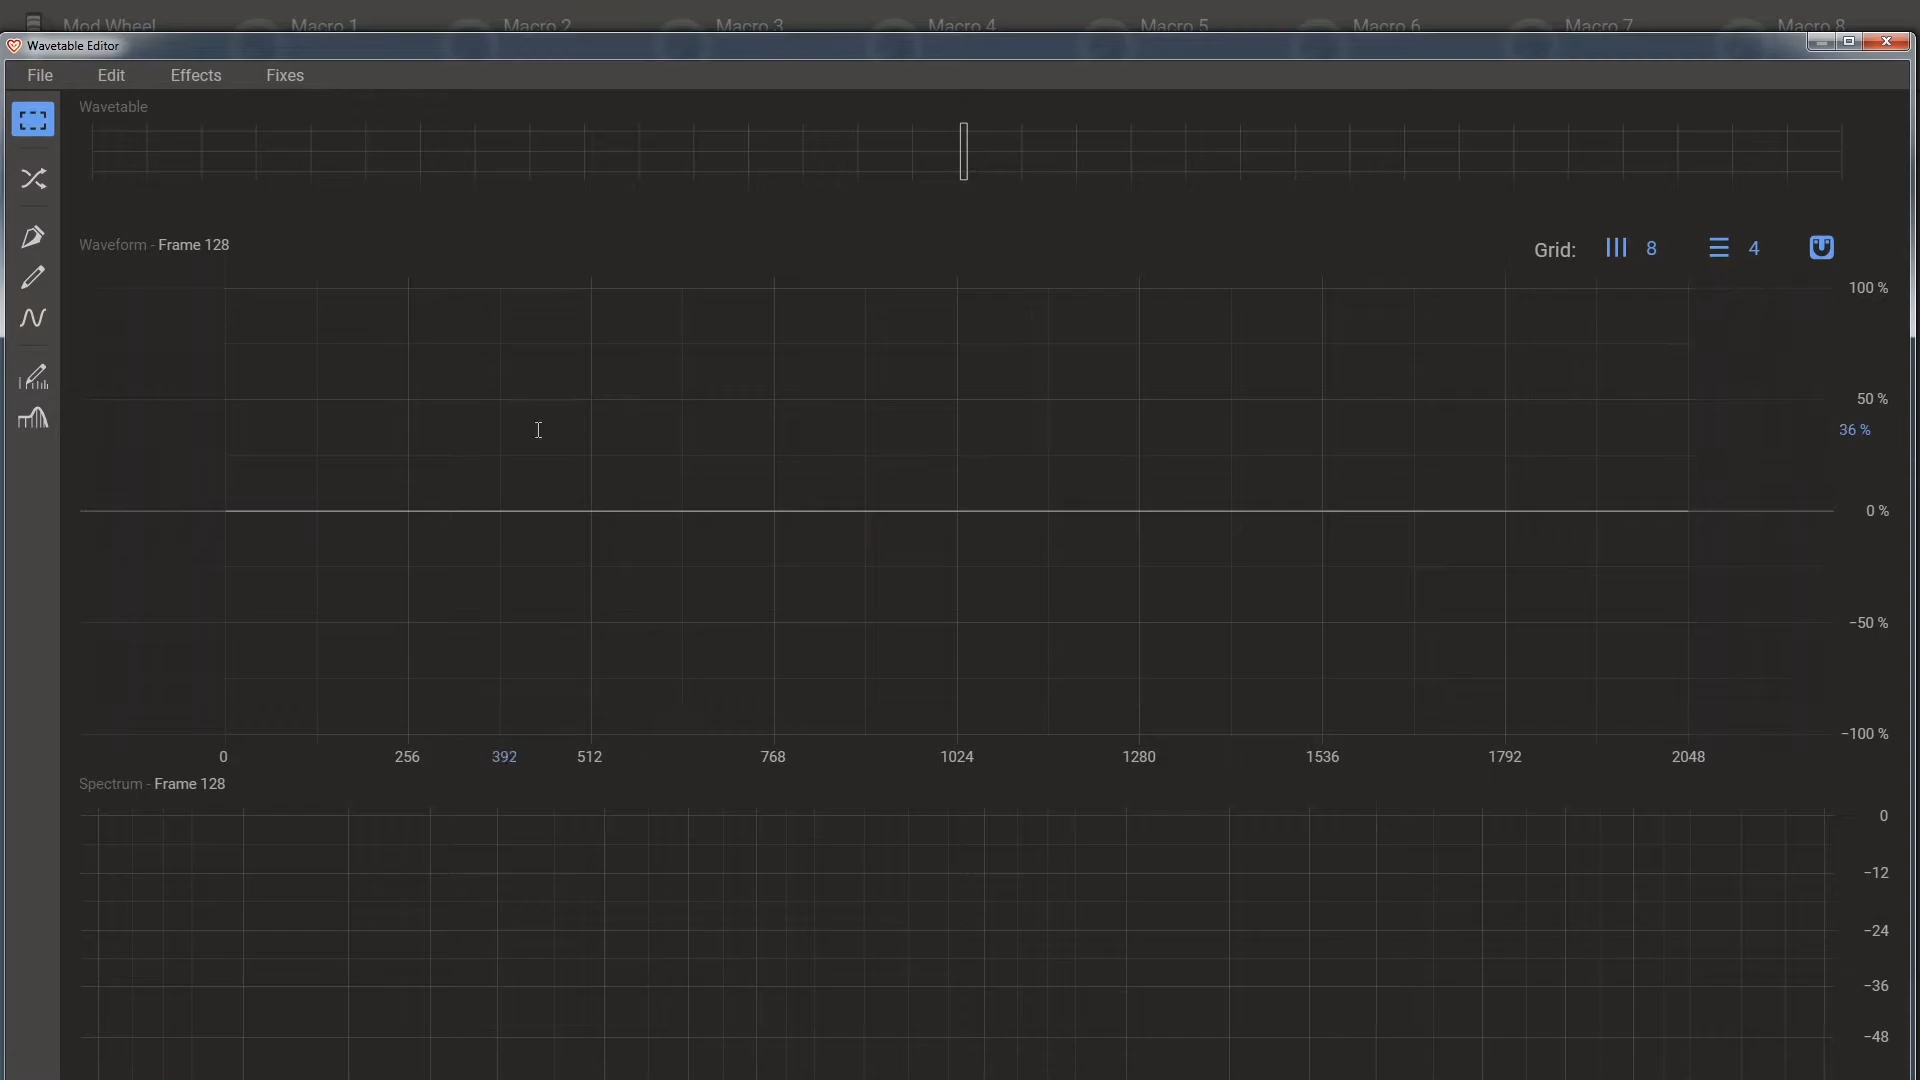 Mod Wheel Macro 1 Macro 2 Macro 3 Macro 4 Macro 5 Macro 6 Macro 7 Macro 8
Wavetable Editor
File Edit Effects Fixes
Wavetable
Waveform - Frame 128
Grid: 8 4
100 %
50 %
36 %
0 %
−50 %
−100 %
0 256 392 512 768 1024 1280 1536 1792 2048
Spectrum - Frame 128
0
−12
−24
−36
−48